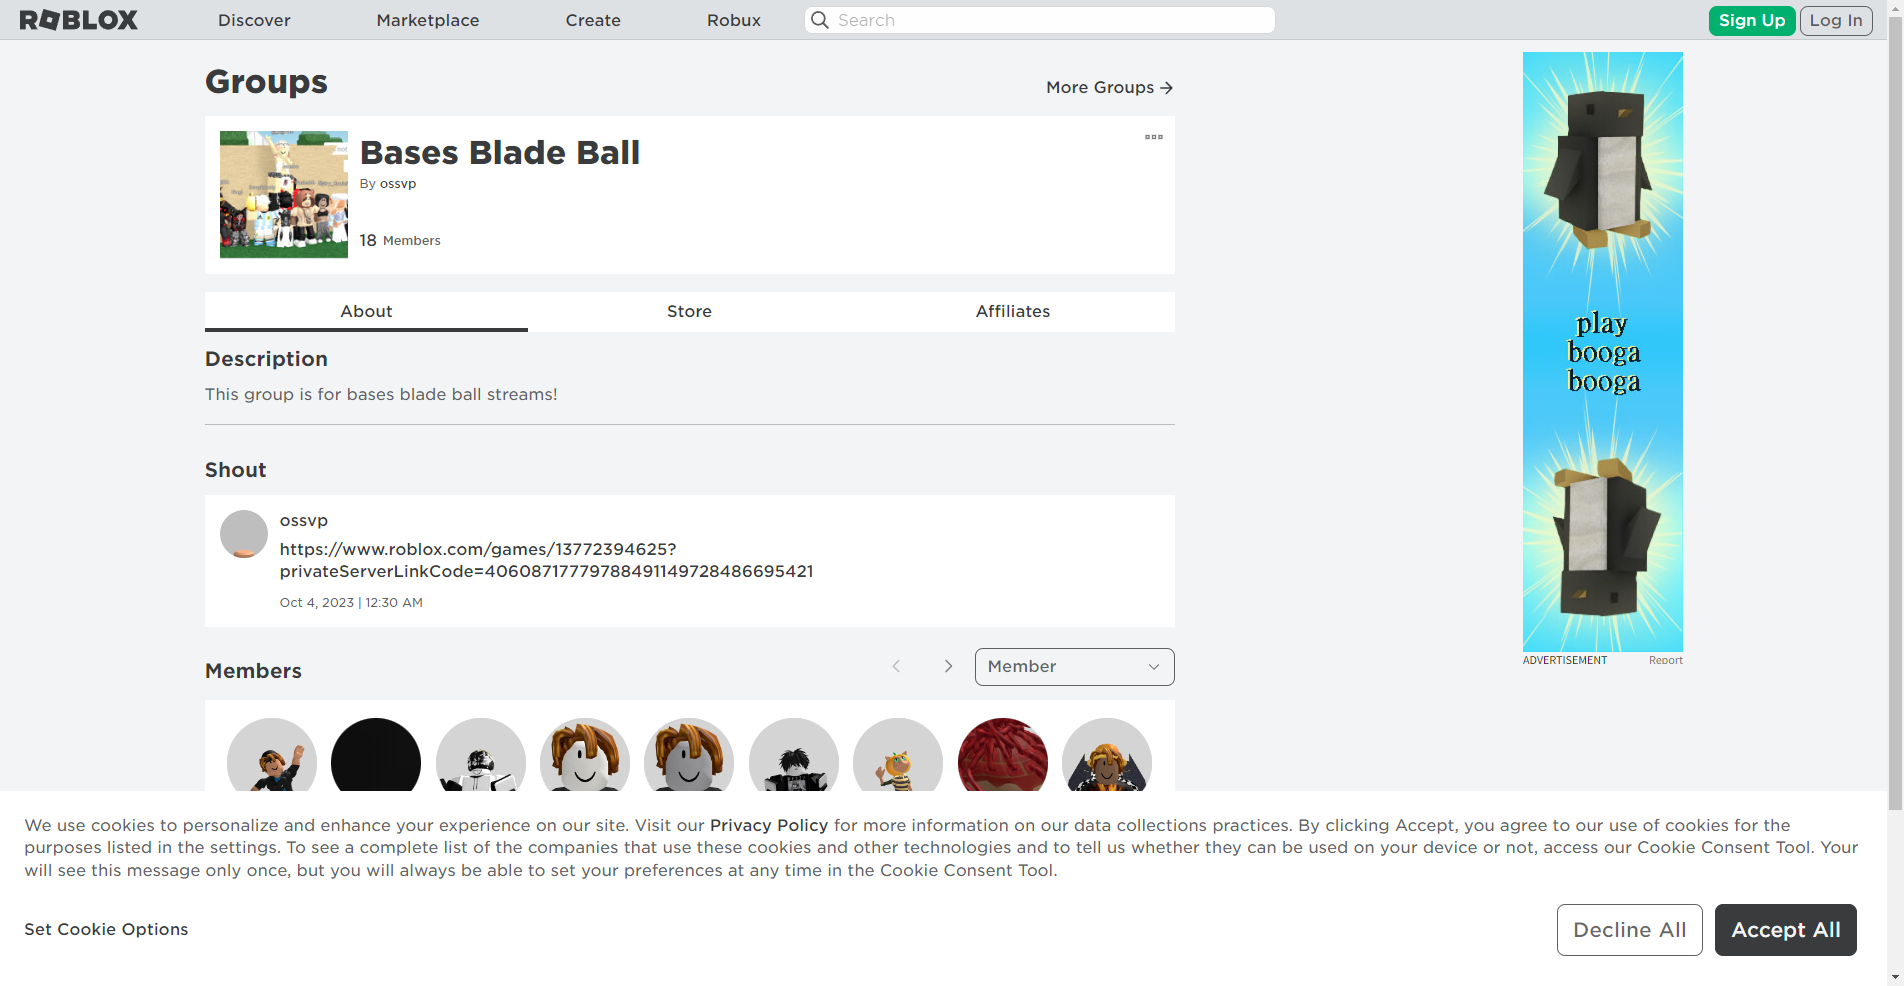 ROBLOX
Discover
Marketplace
Create
Robux
Search
Sign Up
Log In
Groups
More Groups
Bases Blade Ball
By ossvp
18 Members
About
Store
Affiliates
Description
This group is for bases blade ball streams!
Shout
ossvp
https://www.roblox.com/games/13772394625?
privateServerLinkCode=40608717779788491149728486695421
Oct 4, 2023 | 12:30 AM
Members
Member
play
booga
booga
ADVERTISEMENT
Report
We use cookies to personalize and enhance your experience on our site. Visit our Privacy Policy for more information on our data collections practices. By clicking Accept, you agree to our use of cookies for the
purposes listed in the settings. To see a complete list of the companies that use these cookies and other technologies and to tell us whether they can be used on your device or not, access our Cookie Consent Tool. Your
will see this message only once, but you will always be able to set your preferences at any time in the Cookie Consent Tool.
Set Cookie Options
Decline All
Accept All